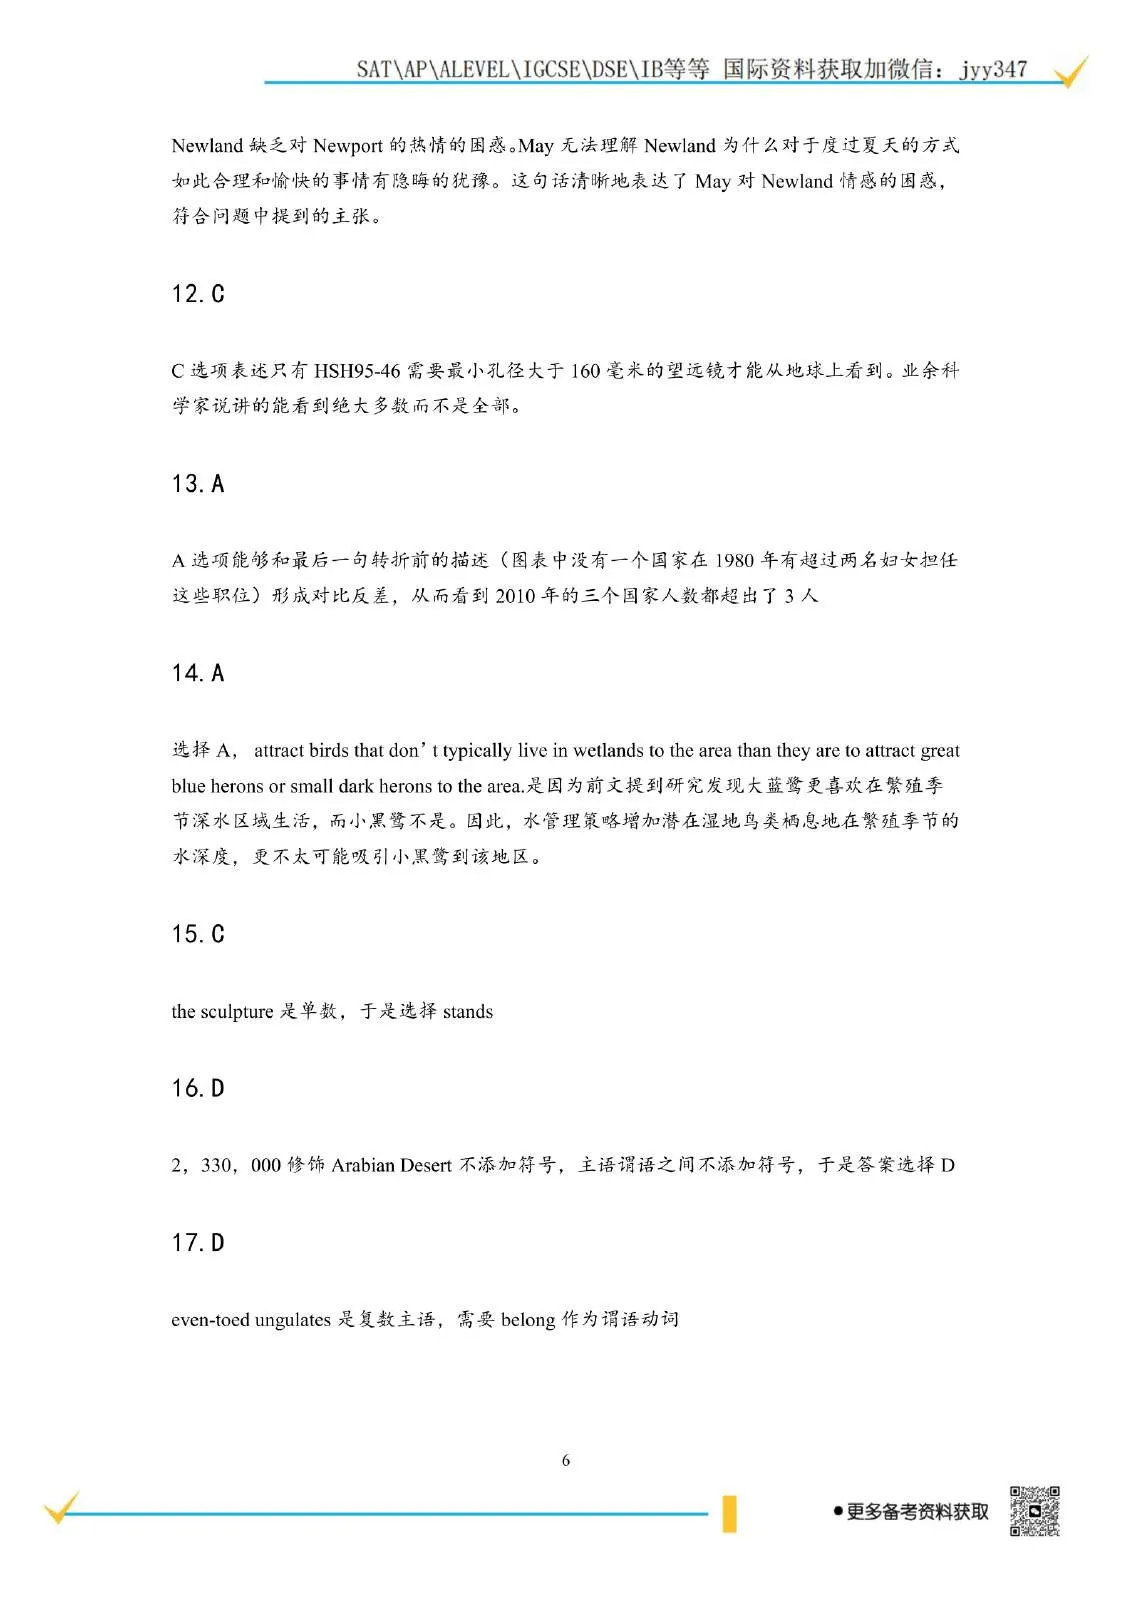 SAT\AP\ALEVEL\IGCSE\DSE\IB等等 国际资料获取加微信：jyy347
Newland 缺乏对 Newport 的热情的困惑。May 无法理解 Newland 为什么对于度过夏天的方式
如此合理和愉快的事情有隐晦的犹豫。这句话清晰地表达了 May 对 Newland 情感的困惑，
符合问题中提到的主张。
12. C
C 选项表述只有 HSH95-46 需要最小孔径大于 160 毫米的望远镜才能从地球上看到。业余科
学家说讲的能看到绝大多数而不是全部。
13. A
A 选项能够和最后一句转折前的描述（图表中没有一个国家在 1980 年有超过两名妇女担任
这些职位）形成对比反差，从而看到 2010 年的三个国家人数都超出了 3 人
14. A
选择 A， attract birds that don’t typically live in wetlands to the area than they are to attract great
blue herons or small dark herons to the area.是因为前文提到研究发现大蓝鹭更喜欢在繁殖季
节深水区域生活，而小黑鹭不是。因此，水管理策略增加潜在湿地鸟类栖息地在繁殖季节的
水深度，更不太可能吸引小黑鹭到该地区。
15. C
the sculpture 是单数，于是选择 stands
16. D
2，330，000 修饰 Arabian Desert 不添加符号，主语谓语之间不添加符号，于是答案选择 D
17. D
even-toed ungulates 是复数主语，需要 belong 作为谓语动词
6
●更多备考资料获取